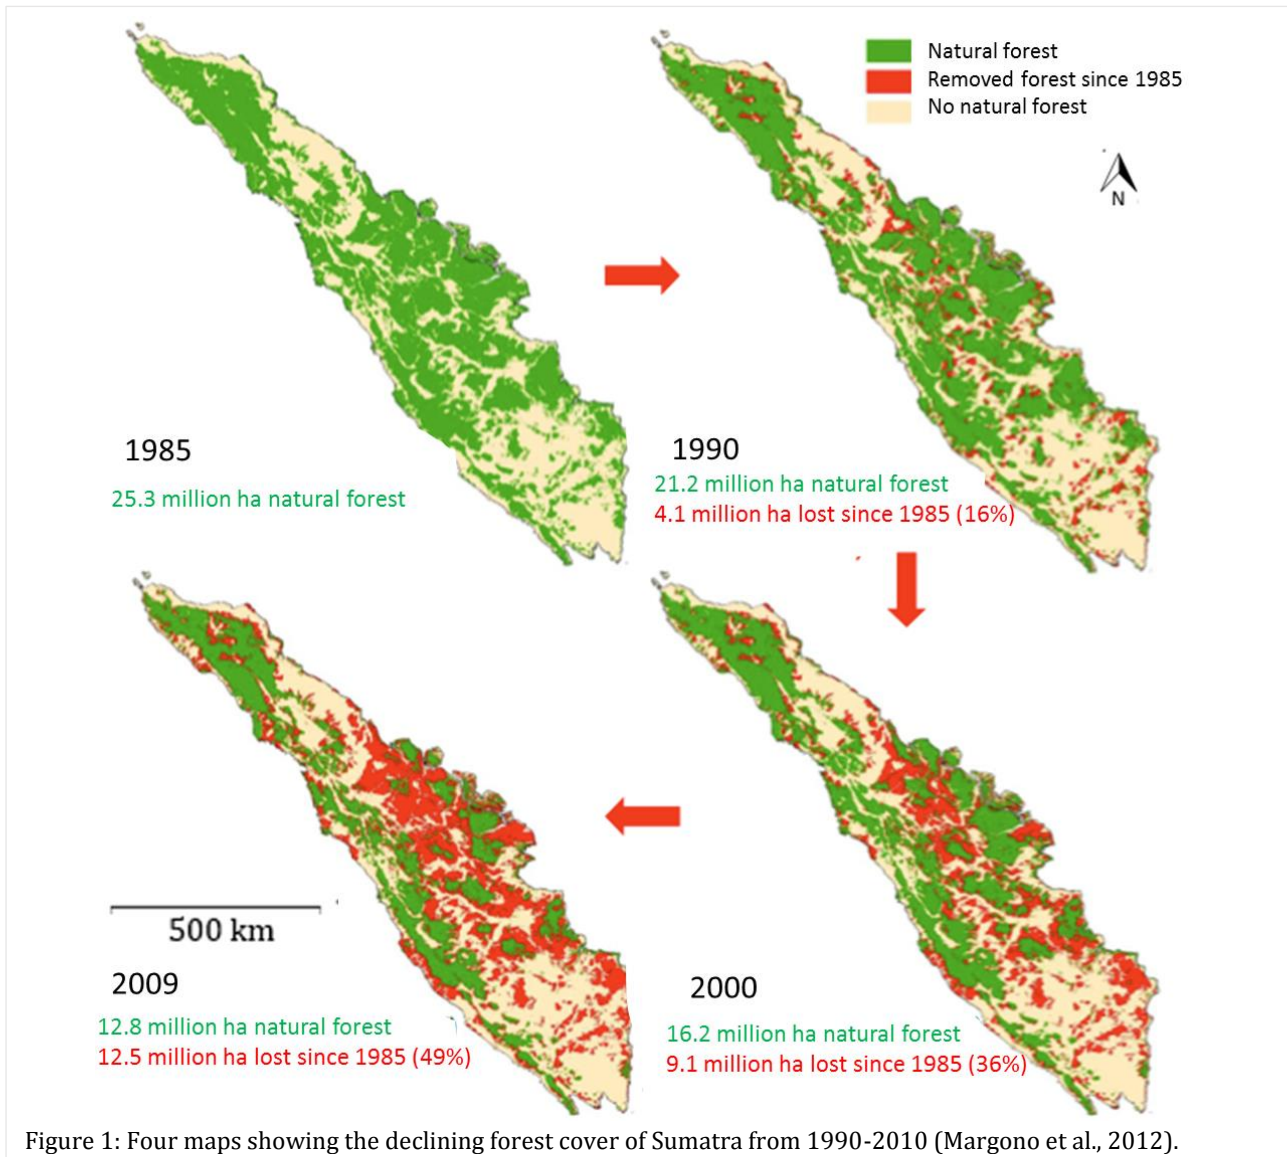 Natural forest
Removed forest since 1985
No natural forest
N
1985
25.3 million ha natural forest
1990
21.2 million ha natural forest
4.1 million ha lost since 1985 (16%)
500 km
2009
12.8 million ha natural forest
12.5 million ha lost since 1985 (49%)
2000
16.2 million ha natural forest
9.1 million ha lost since 1985 (36%)
Figure 1: Four maps showing the declining forest cover of Sumatra from 1990-2010 (Margono et al., 2012).